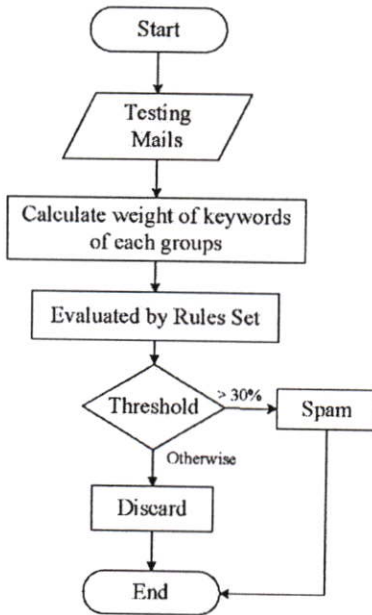 Start
Testing
Mails
Calculate weight of keywords
of each groups
Evaluated by Rules Set
Threshold
> 30%
Spam
Otherwise
Discard
End